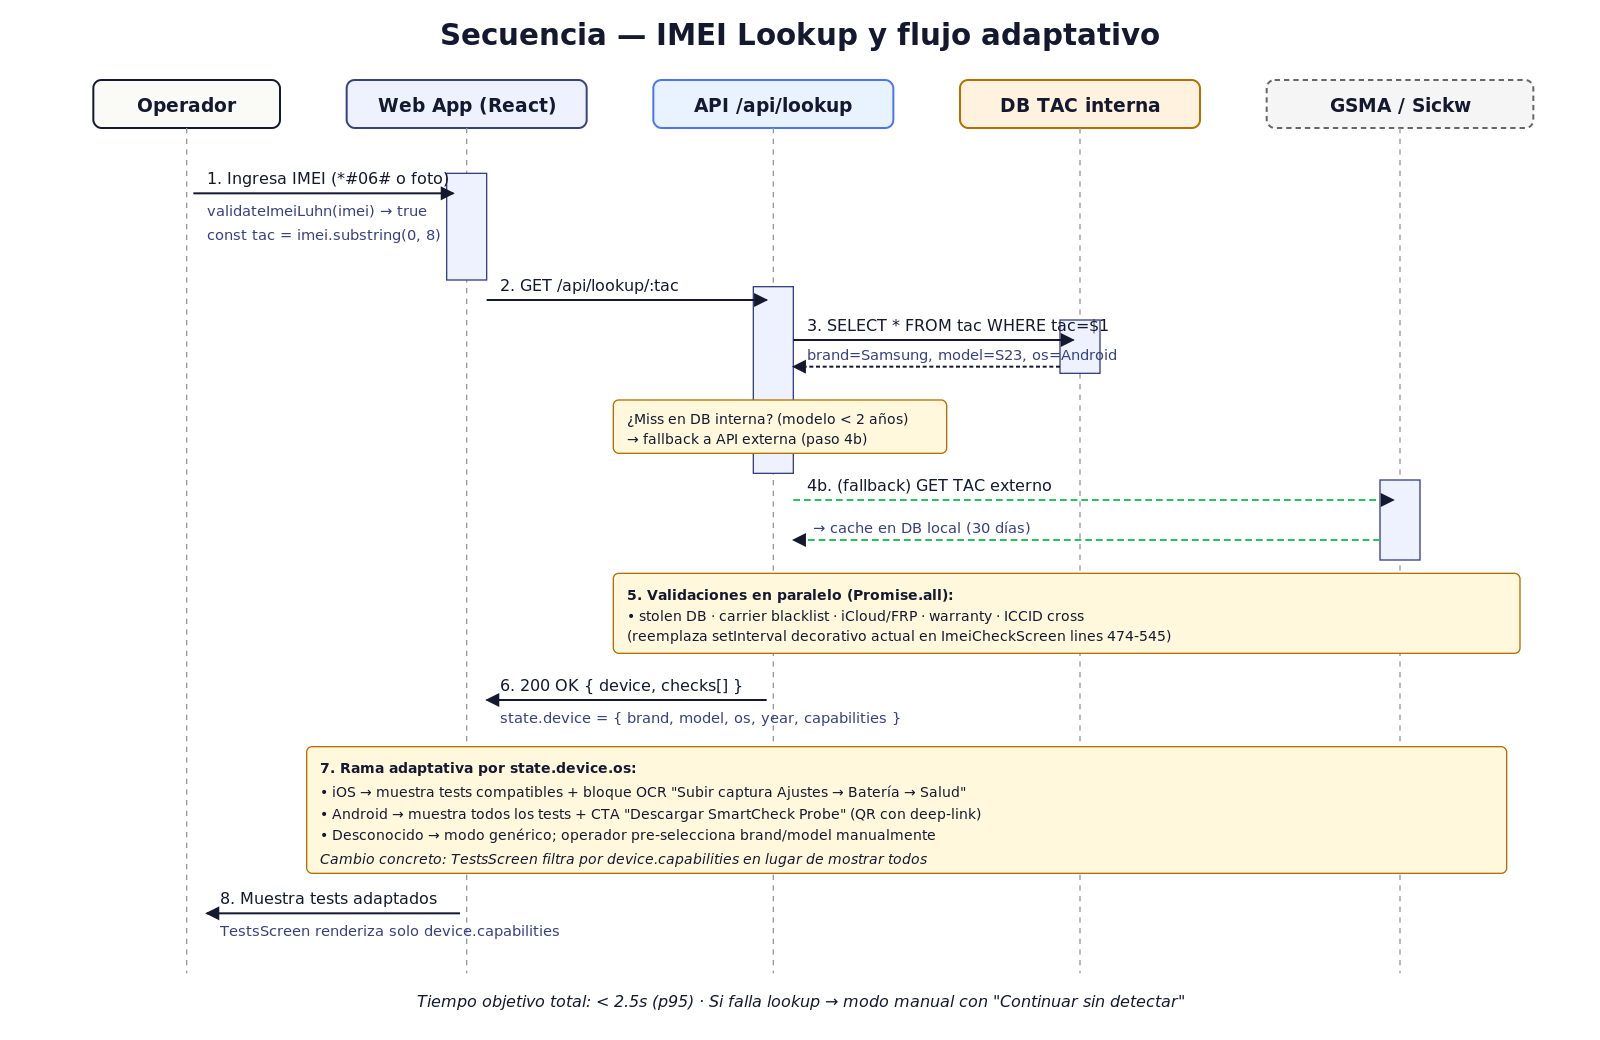 Secuencia — IMEI Lookup y flujo adaptativo
Operador
Web App (React)
API /api/lookup
DB TAC interna
GSMA / Sickw
1. Ingresa IMEI (*#06# o foto)
validateImeiLuhn(imei) → true
const tac = imei.substring(0, 8)
2. GET /api/lookup/:tac
3. SELECT * FROM tac WHERE tac=$1
brand=Samsung, model=S23, os=Android
¿Miss en DB interna? (modelo < 2 años)
→ fallback a API externa (paso 4b)
4b. (fallback) GET TAC externo
→ cache en DB local (30 días)
5. Validaciones en paralelo (Promise.all):
• stolen DB · carrier blacklist · iCloud/FRP · warranty · ICCID cross
(reemplaza setInterval decorativo actual en ImeiCheckScreen lines 474-545)
6. 200 OK { device, checks[] }
state.device = { brand, model, os, year, capabilities }
7. Rama adaptativa por state.device.os:
• iOS → muestra tests compatibles + bloque OCR "Subir captura Ajustes → Batería → Salud"
• Android → muestra todos los tests + CTA "Descargar SmartCheck Probe" (QR con deep-link)
• Desconocido → modo genérico; operador pre-selecciona brand/model manualmente
Cambio concreto: TestsScreen filtra por device.capabilities en lugar de mostrar todos
8. Muestra tests adaptados
TestsScreen renderiza solo device.capabilities
Tiempo objetivo total: < 2.5s (p95) · Si falla lookup → modo manual con "Continuar sin detectar"